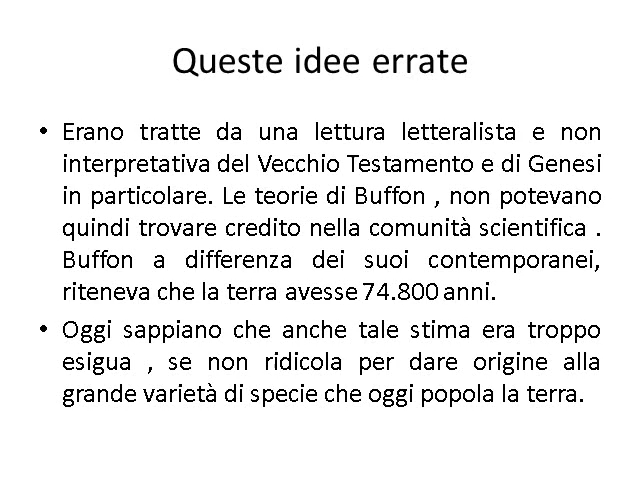 Queste idee errate
• Erano tratte da una lettura letteralista e non
interpretativa del Vecchio Testamento e di Genesi
in particolare. Le teorie di Buffon , non potevano
quindi trovare credito nella comunità scientifica .
Buffon a differenza dei suoi contemporanei,
riteneva che la terra avesse 74.800 anni.
• Oggi sappiano che anche tale stima era troppo
esigua , se non ridicola per dare origine alla
grande varietà di specie che oggi popola la terra.